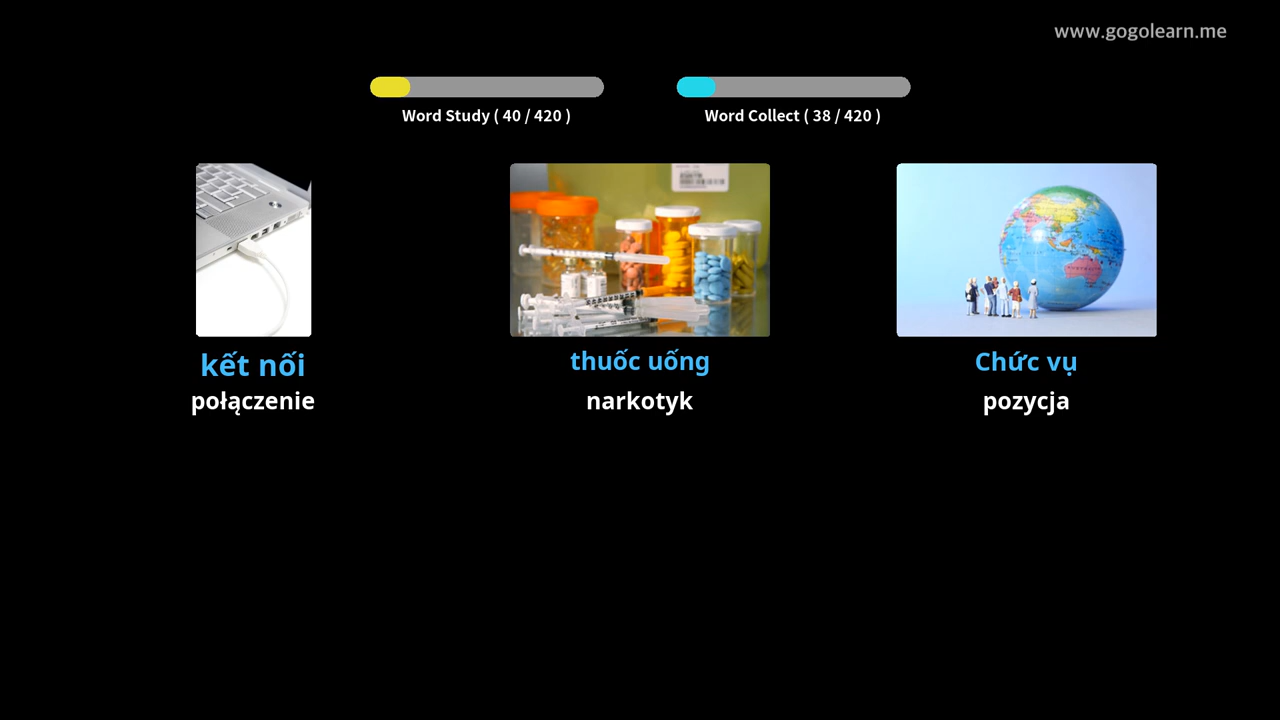 www.gogolearn.me
Word Study ( 40 / 420 )
Word Collect ( 38 / 420 )
kết nối
połączenie
thuốc uống
narkotyk
Chức vụ
pozycja